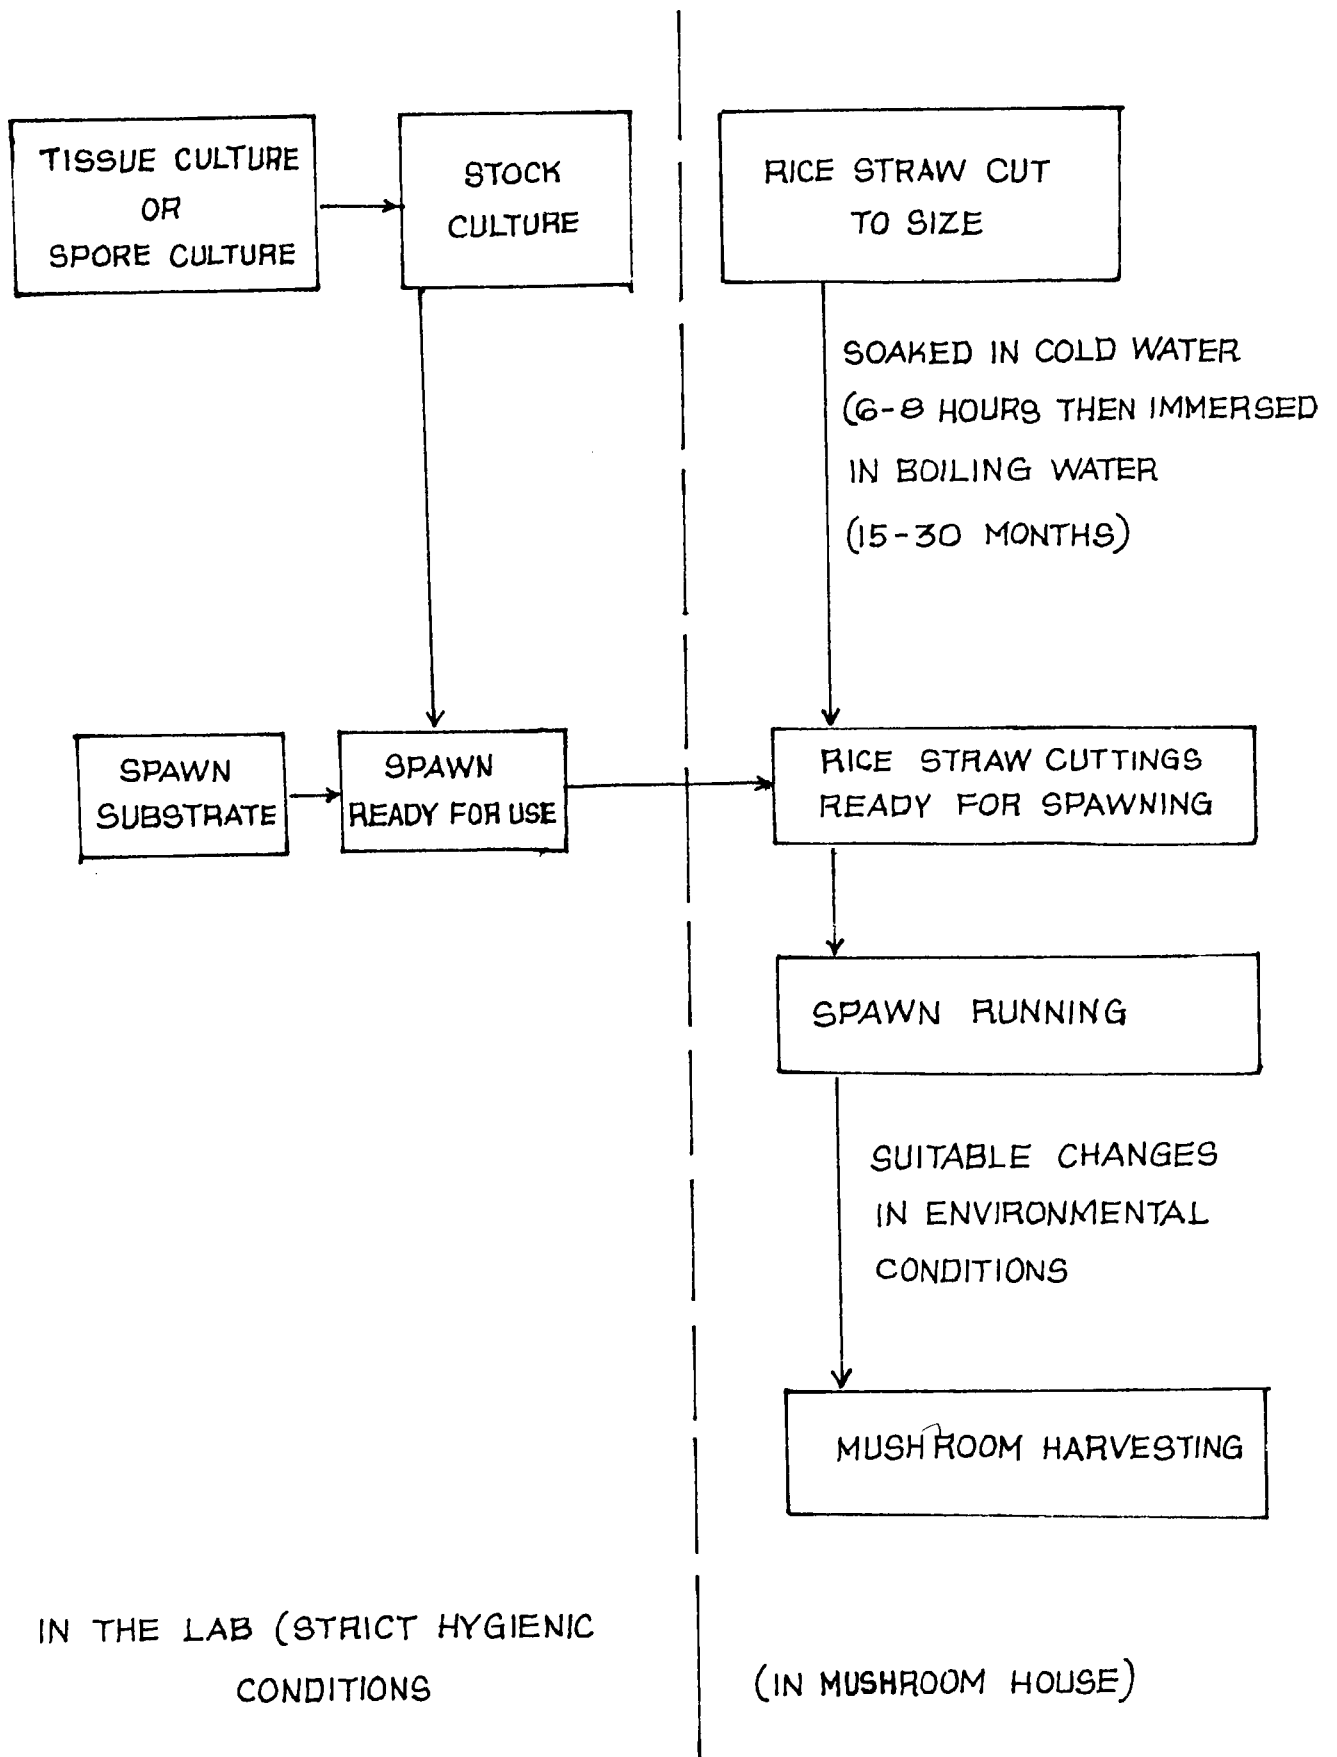 TISSUE CULTURE
OR
SPORE CULTURE
STOCK
CULTURE
RICE STRAW CUT
TO SIZE
SOAKED IN COLD WATER
(6-8 HOURS THEN IMMERSED
IN BOILING WATER
(15-30 MONTHS)
SPAWN
SUBSTRATE
SPAWN
READY FOR USE
RICE STRAW CUTTINGS
READY FOR SPAWNING
SPAWN RUNNING
SUITABLE CHANGES
IN ENVIRONMENTAL
CONDITIONS
MUSHROOM HARVESTING
IN THE LAB (STRICT HYGIENIC
CONDITIONS
(IN MUSHROOM HOUSE)